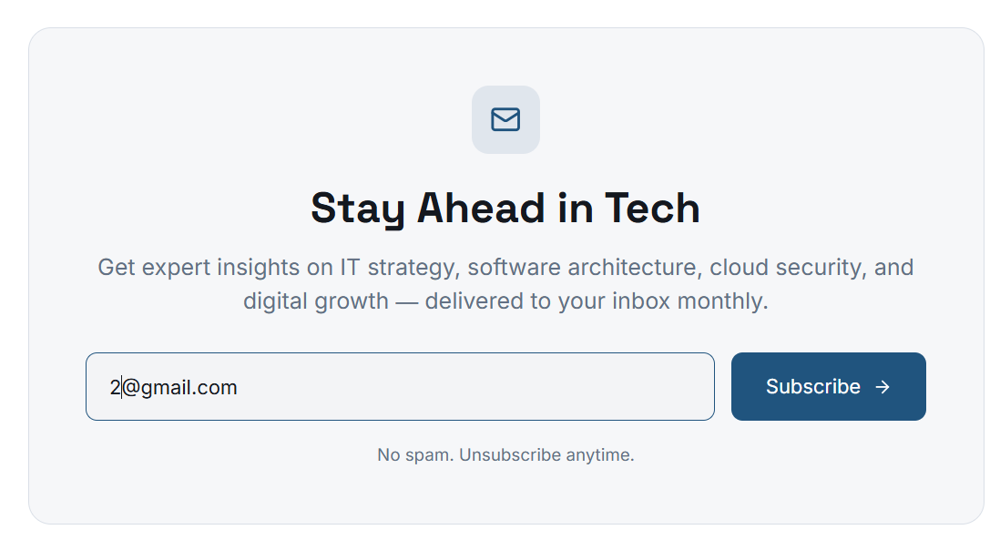 Stay Ahead in Tech
Get expert insights on IT strategy, software architecture, cloud security, and
digital growth — delivered to your inbox monthly.
2@gmail.com
Subscribe →
No spam. Unsubscribe anytime.